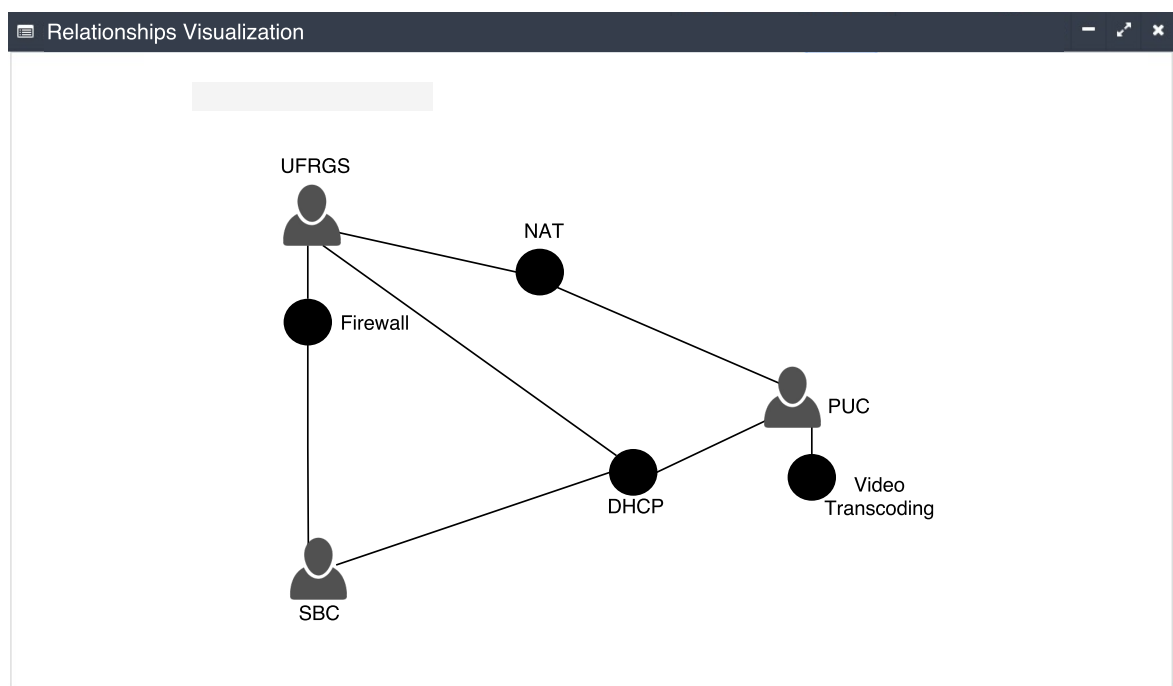 Relationships Visualization
UFRGS
NAT
Firewall
PUC
Video
Transcoding
DHCP
SBC